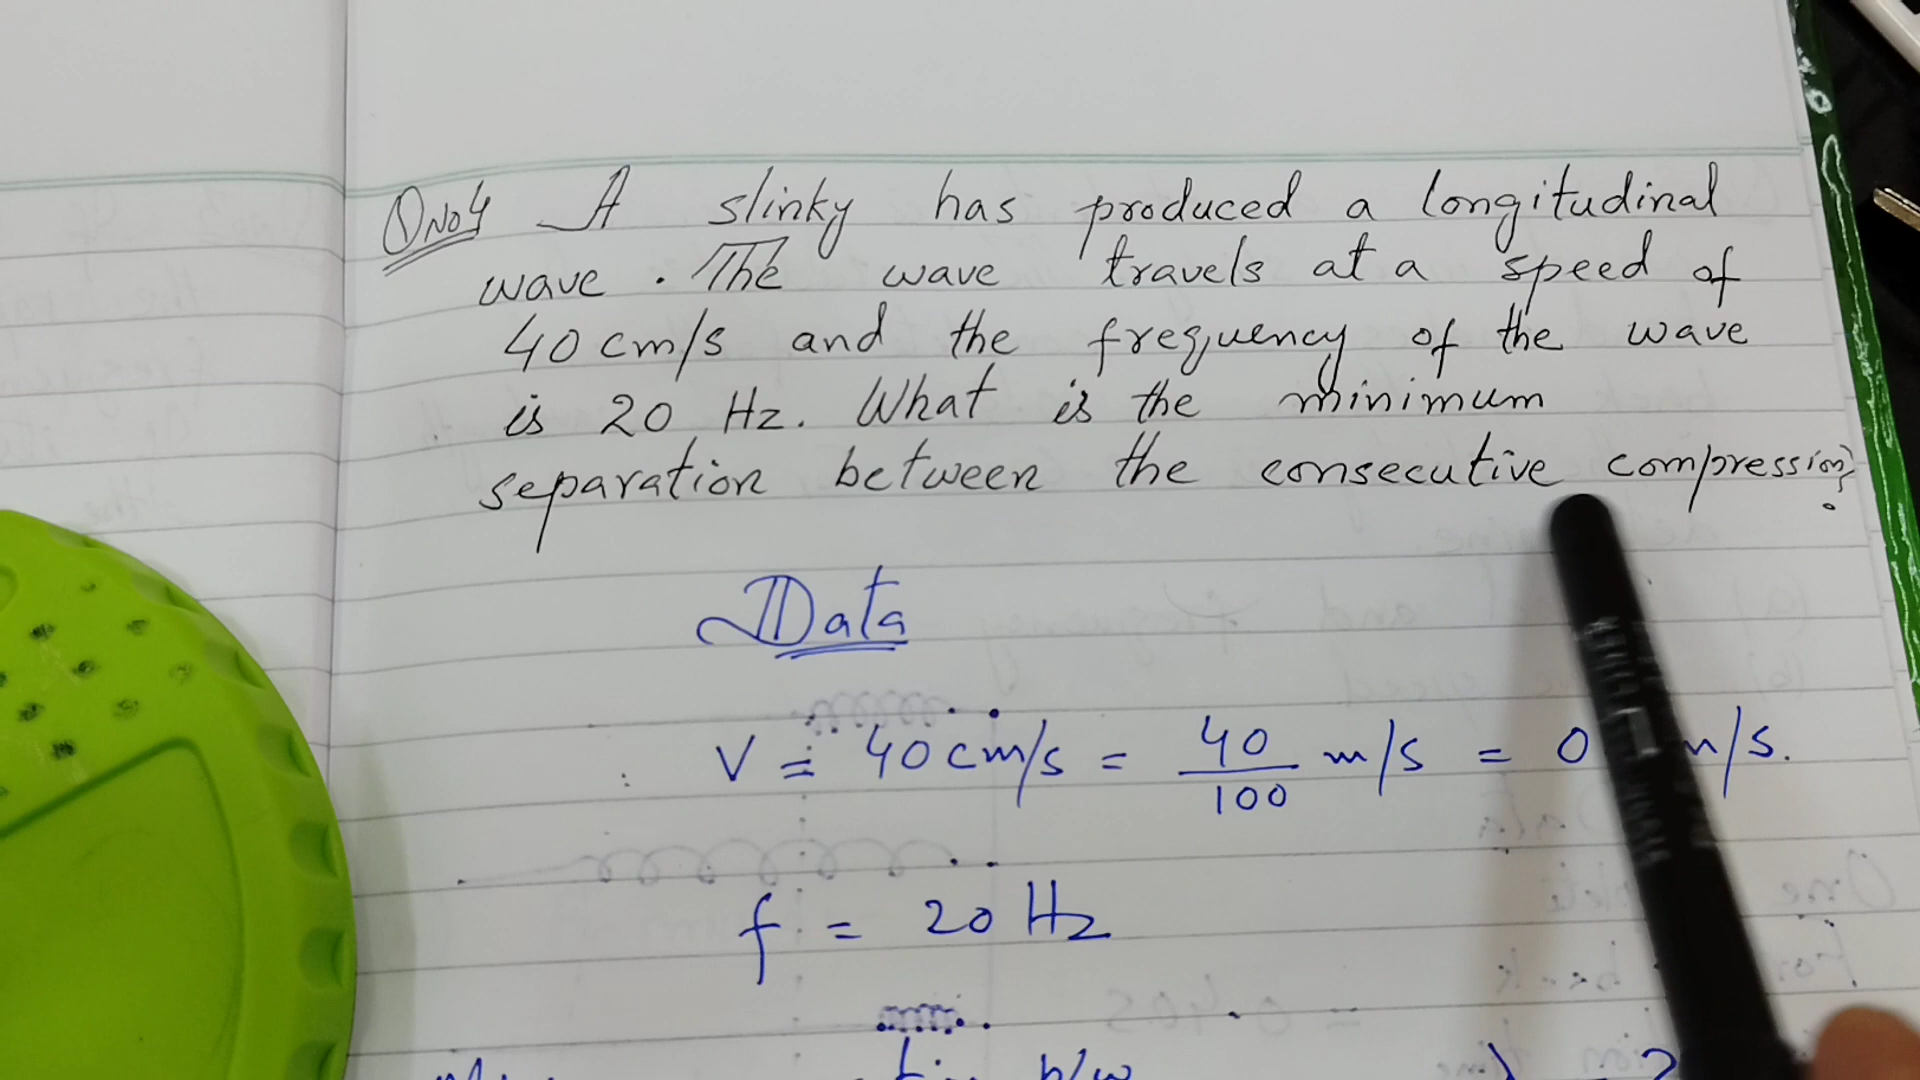 QNo4 A slinky has produced a longitudinal
wave. The wave travels at a speed of
40 cm/s and the frequency of the wave
is 20 Hz. What is the minimum
separation between the consecutive compression?
Data
V = 40 cm/s = 40/100 m/s = 0 m/s.
f = 20 Hz
b/w